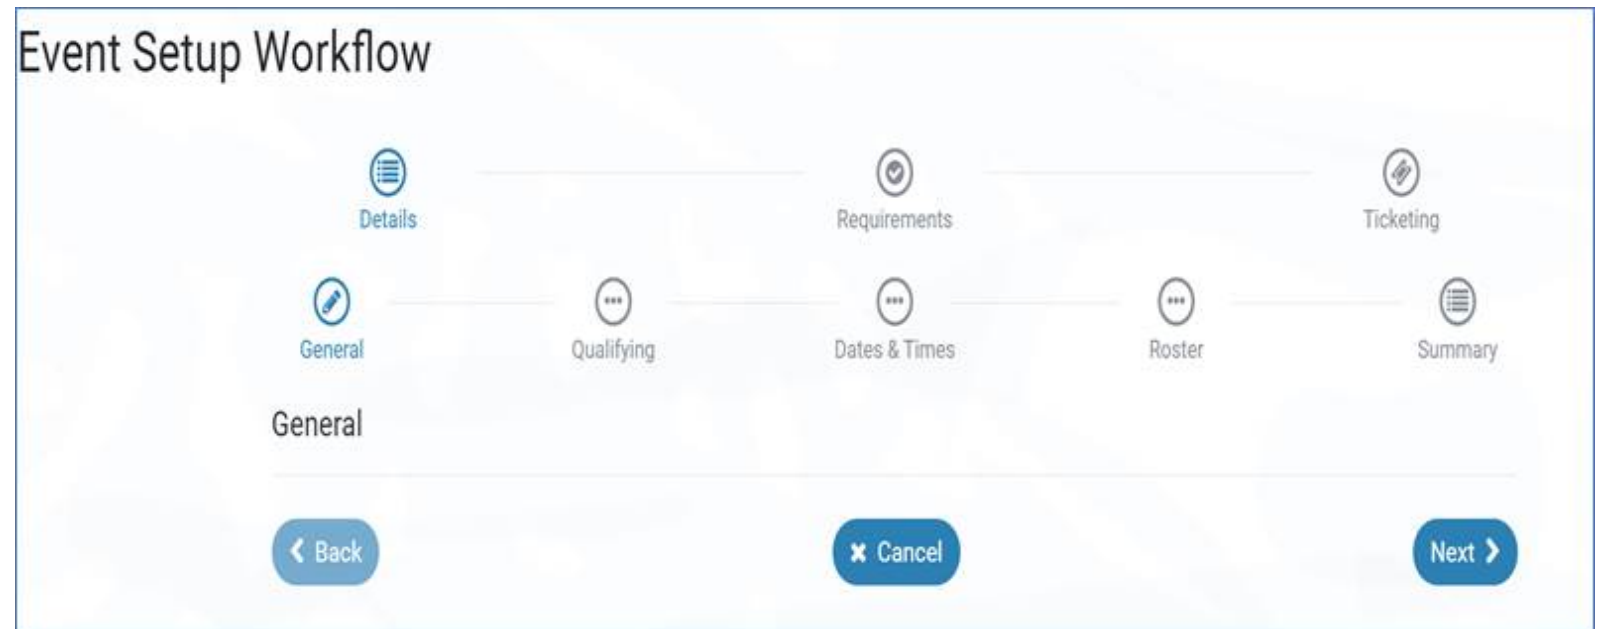 Event Setup Workflow
Details Requirements Ticketing
General Qualifying Dates & Times Roster Summary
General
Back Cancel Next